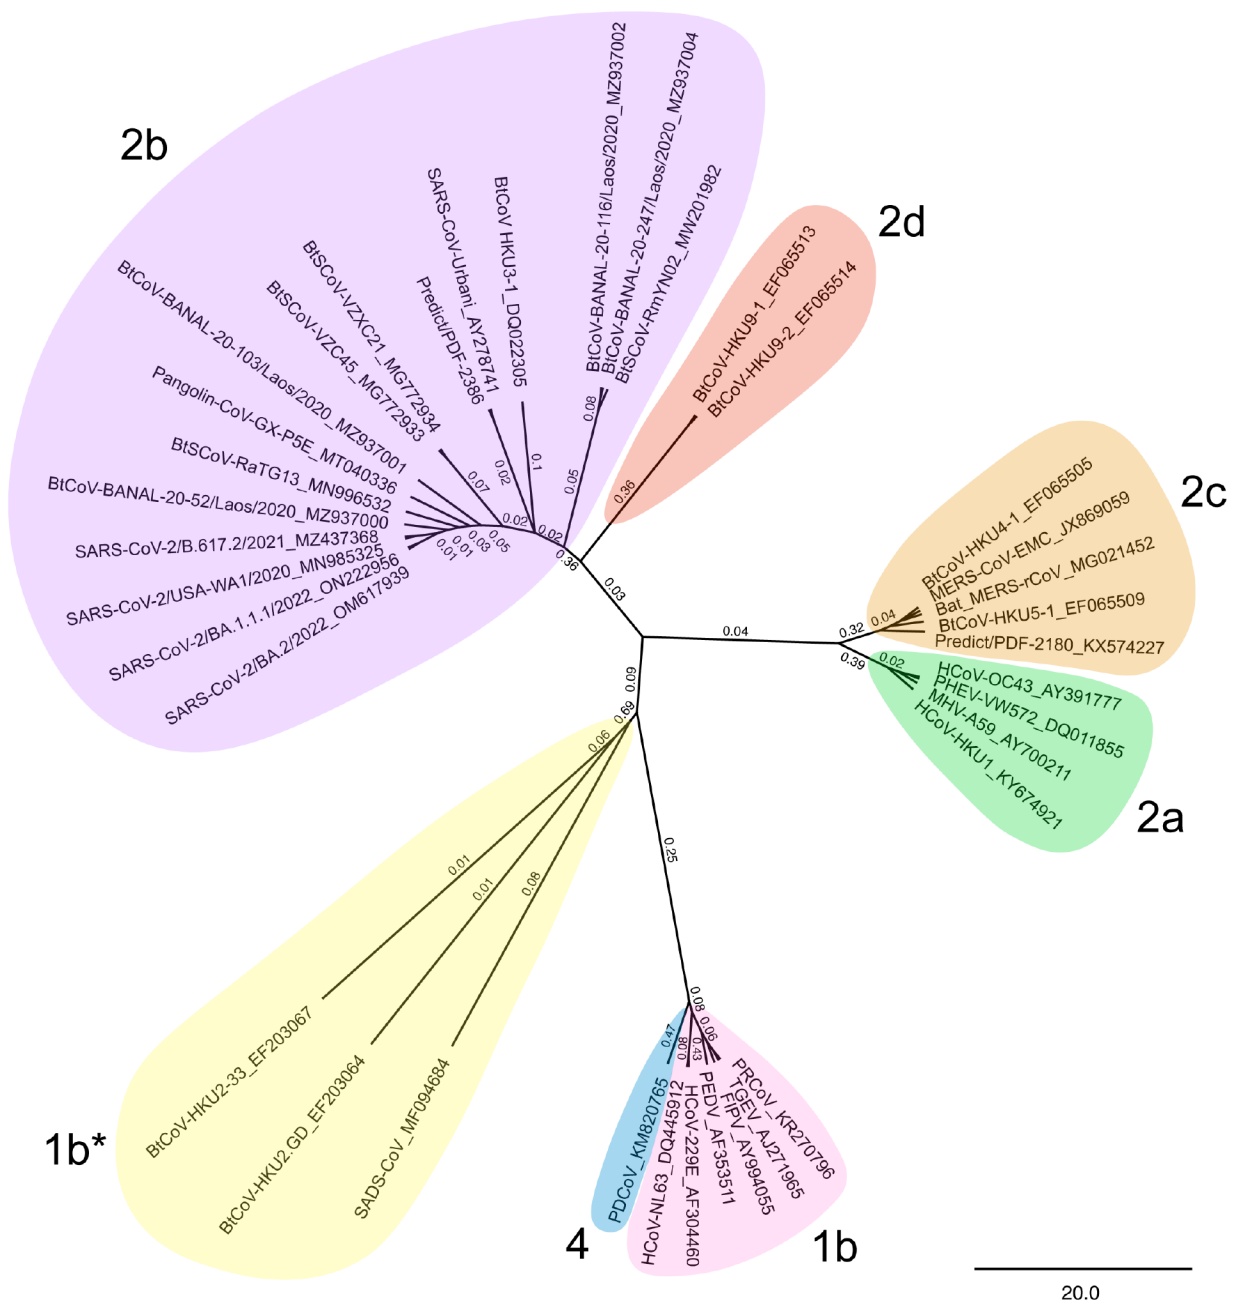 2b
BtCoV-BANAL-20-116/Laos/2020_MZ937002
BtCoV-BANAL-20-247/Laos/2020_MZ937004
BtSCoV-RmYN02_MW201982
BtCoV HKU3-1_DQ022305
SARS-CoV-Urbani_AY278741
Predict/PDF-2386
BtSCoV-VZXC21_MG772934
BtSCoV-VZC45_MG772933
BtCoV-BANAL-20-103/Laos/2020_MZ937001
Pangolin-CoV-GX-P5E_MT040336
BtSCoV-RaTG13_MN996532
BtCoV-BANAL-20-52/Laos/2020_MZ937000
SARS-CoV-2/B.617.2/2021_MZ437368
SARS-CoV-2/USA-WA1/2020_MN985325
SARS-CoV-2/BA.1.1.1/2022_ON222956
SARS-CoV-2/BA.2/2022_OM617939
0.08
0.05
0.1
0.02
0.07
0.02
0.02
0.05
0.03
0.01
0.01
0.36
2d
BtCoV-HKU9-1_EF065513
BtCoV-HKU9-2_EF065514
0.36
0.03
0.04
2c
BtCoV-HKU4-1_EF065505
MERS-CoV-EMC_JX869059
Bat_MERS-rCoV_MG021452
BtCoV-HKU5-1_EF065509
Predict/PDF-2180_KX574227
0.32
0.04
0.39
0.02
HCoV-OC43_AY391777
PHEV-VW572_DQ011855
MHV-A59_AY700211
HCoV-HKU1_KY674921
2a
0.09
0.69
0.06
0.01
0.01
0.08
BtCoV-HKU2-33_EF203067
BtCoV-HKU2.GD_EF203064
SADS-CoV_MF094684
1b*
0.25
0.08
0.06
0.47
0.08
0.43
PDCoV_KM820765
HCoV-NL63_DQ445912
HCoV-229E_AF304460
PEDV_AF353511
FIPV_AY994055
TGEV_AJ271965
PRCoV_KR270796
4
1b
20.0